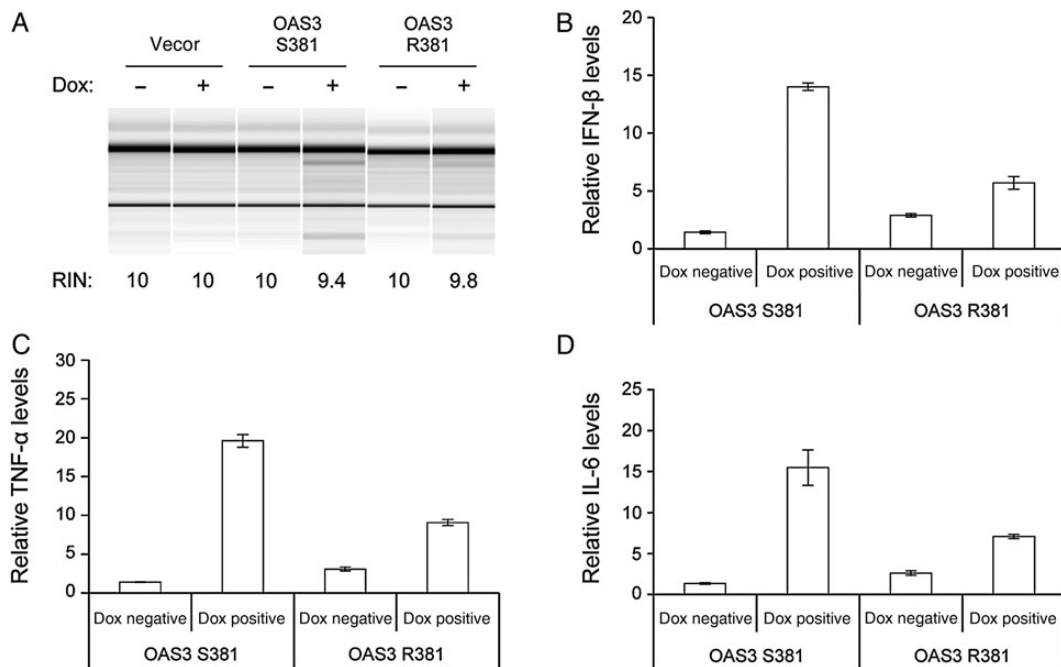 A
OAS3 OAS3
Vecor S381 R381
Dox: – + – + – +
RIN: 10 10 10 9.4 10 9.8
B
Relative IFN-β levels
20
15
10
5
0
Dox negative Dox positive Dox negative Dox positive
OAS3 S381 OAS3 R381
C
Relative TNF-α levels
30
25
20
15
10
5
0
Dox negative Dox positive Dox negative Dox positive
OAS3 S381 OAS3 R381
D
Relative IL-6 levels
25
20
15
10
5
0
Dox negative Dox positive Dox negative Dox positive
OAS3 S381 OAS3 R381